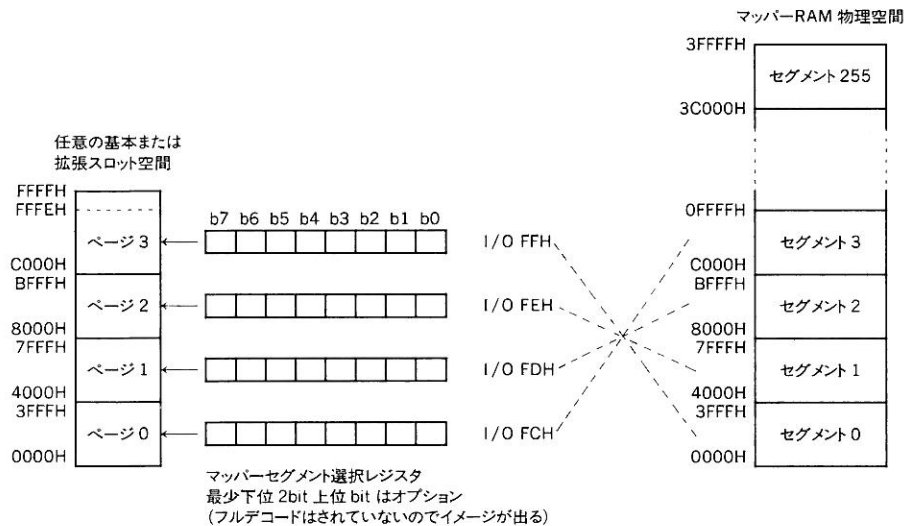 マッパーRAM 物理空間
3FFFFH
セグメント 255
3C000H
任意の基本または
拡張スロット空間
FFFFH
FFFEH
ページ 3
C000H
BFFFH
ページ 2
8000H
7FFFH
ページ 1
4000H
3FFFH
ページ 0
0000H
b7 b6 b5 b4 b3 b2 b1 b0
I/O FFH
I/O FEH
I/O FDH
I/O FCH
0FFFFH
セグメント 3
C000H
BFFFH
セグメント 2
8000H
7FFFH
セグメント 1
4000H
3FFFH
セグメント 0
0000H
マッパーセグメント選択レジスタ
最少下位 2bit 上位 bit はオプション
(フルデコードはされていないのでイメージが出る)